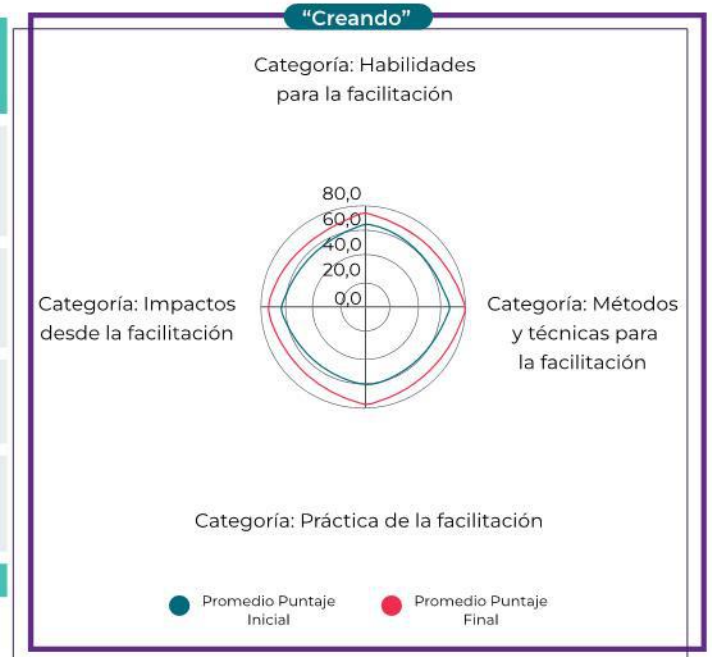 “Creando”
Categoría: Habilidades
para la facilitación
80,0
60,0
40,0
20,0
0,0
Categoría: Impactos
desde la facilitación
Categoría: Métodos
y técnicas para
la facilitación
Categoría: Práctica de la facilitación
Promedio Puntaje
Inicial
Promedio Puntaje
Final